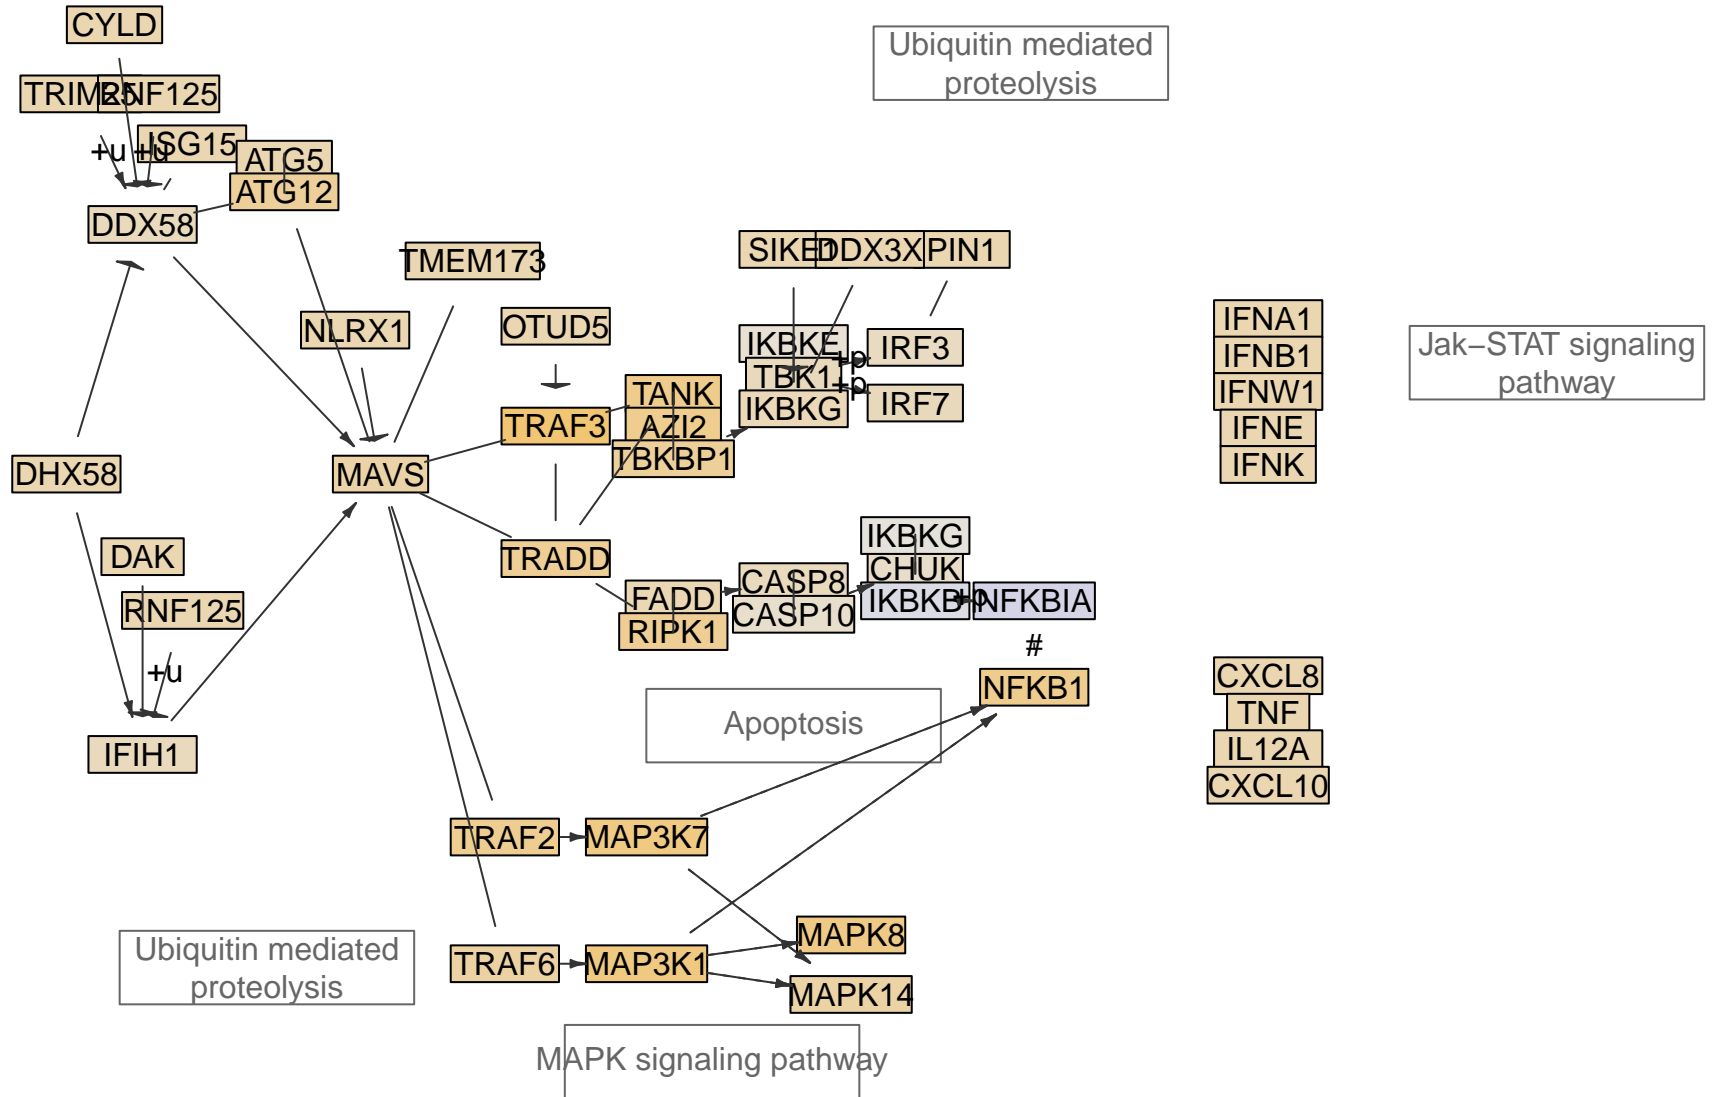 CYLD
Ubiquitin mediated
proteolysis
TRIM25
RNF125
ISG15
+u
+u
ATG5
ATG12
DDX58
TMEM173
SIKE1
DDX3X
PIN1
NLRX1
OTUD5
IKBKE
IRF3
+p
TBK1
+p
IKBKG
IRF7
IFNA1
IFNB1
IFNW1
IFNE
IFNK
Jak−STAT signaling
pathway
TANK
TRAF3
AZI2
TBKBP1
DHX58
MAVS
DAK
TRADD
IKBKG
CHUK
IKBKB
+p
NFKBIA
CASP8
CASP10
FADD
RIPK1
RNF125
+u
#
NFKB1
CXCL8
TNF
IL12A
CXCL10
Apoptosis
IFIH1
TRAF2
MAP3K7
MAPK8
TRAF6
MAP3K1
MAPK14
Ubiquitin mediated
proteolysis
MAPK signaling pathway